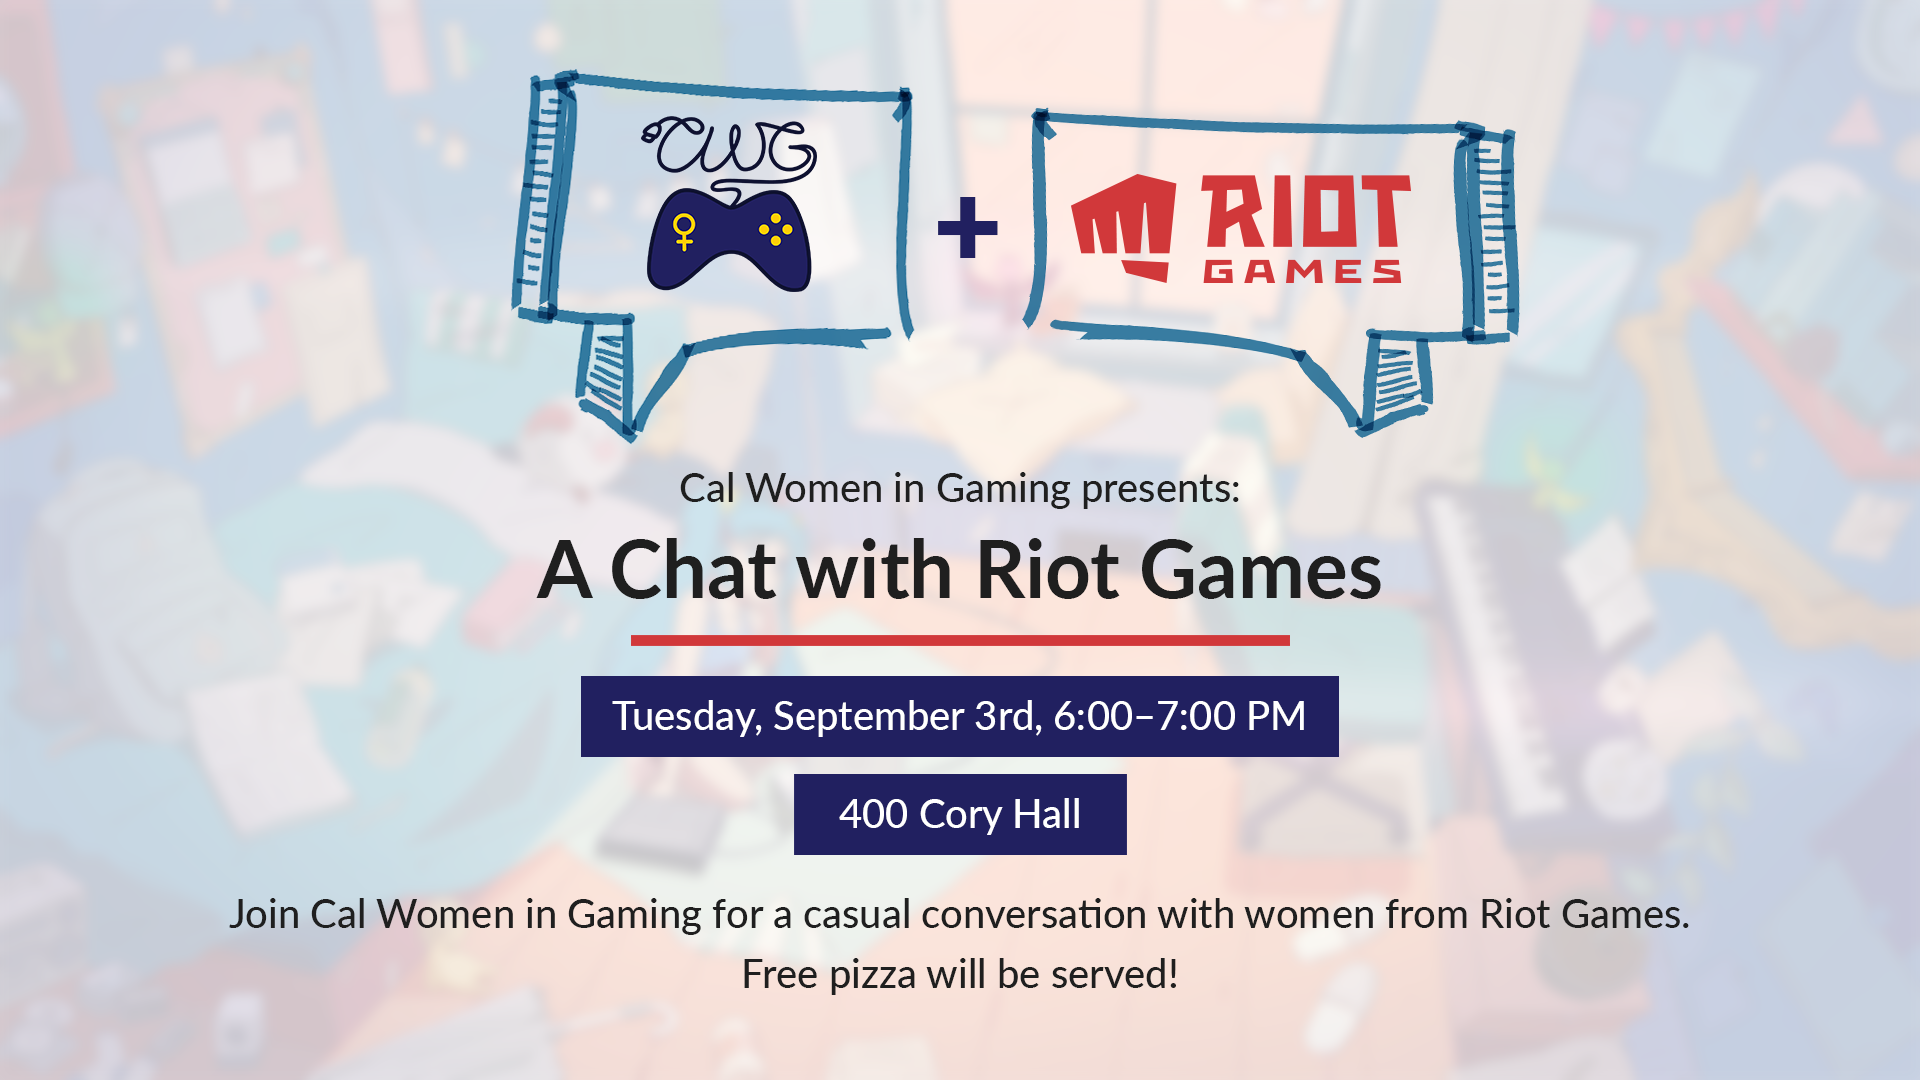 CWG
+
RIOT
GAMES
Cal Women in Gaming presents:
A Chat with Riot Games
Tuesday, September 3rd, 6:00–7:00 PM
400 Cory Hall
Join Cal Women in Gaming for a casual conversation with women from Riot Games.
Free pizza will be served!